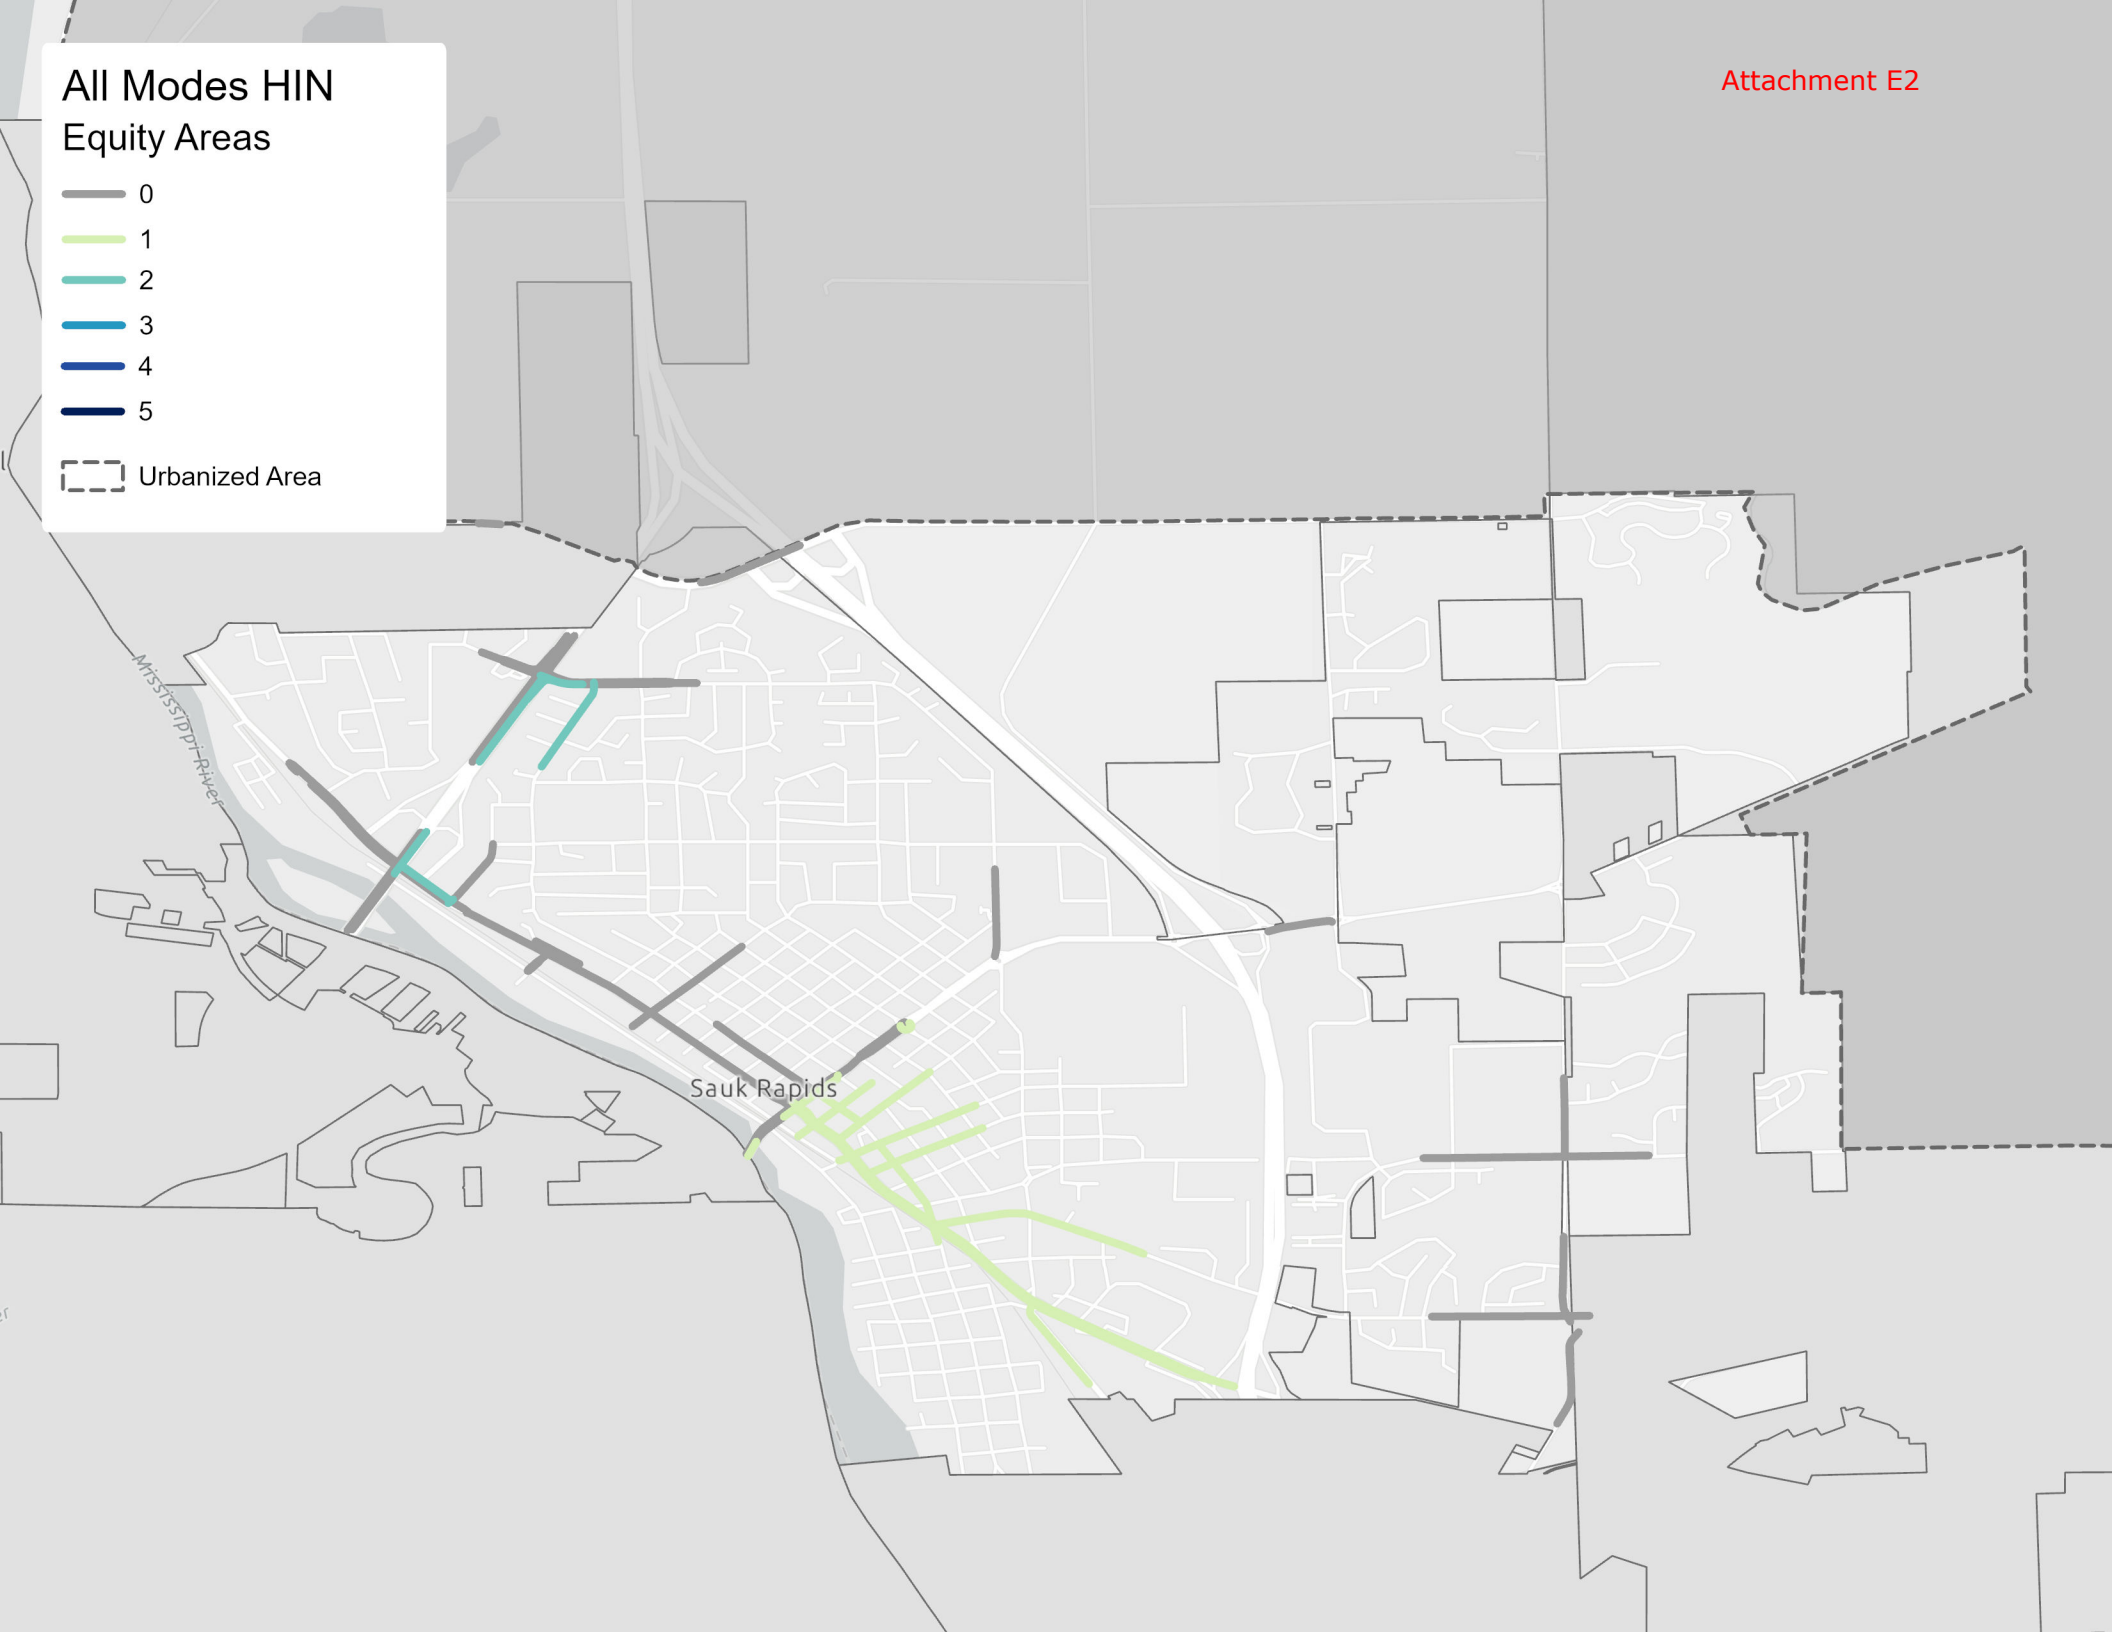 All Modes HIN
Equity Areas
0
1
2
3
4
5
Urbanized Area
Attachment E2
Mississippi River
Sauk Rapids